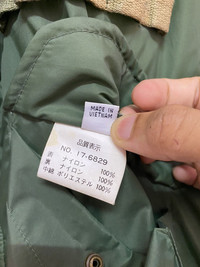 MADE IN
VIETNAM
品質表示
NO. 17-6829
表 ナイロン 100%
裏 ナイロン 100%
中綿 ポリエステル 100%